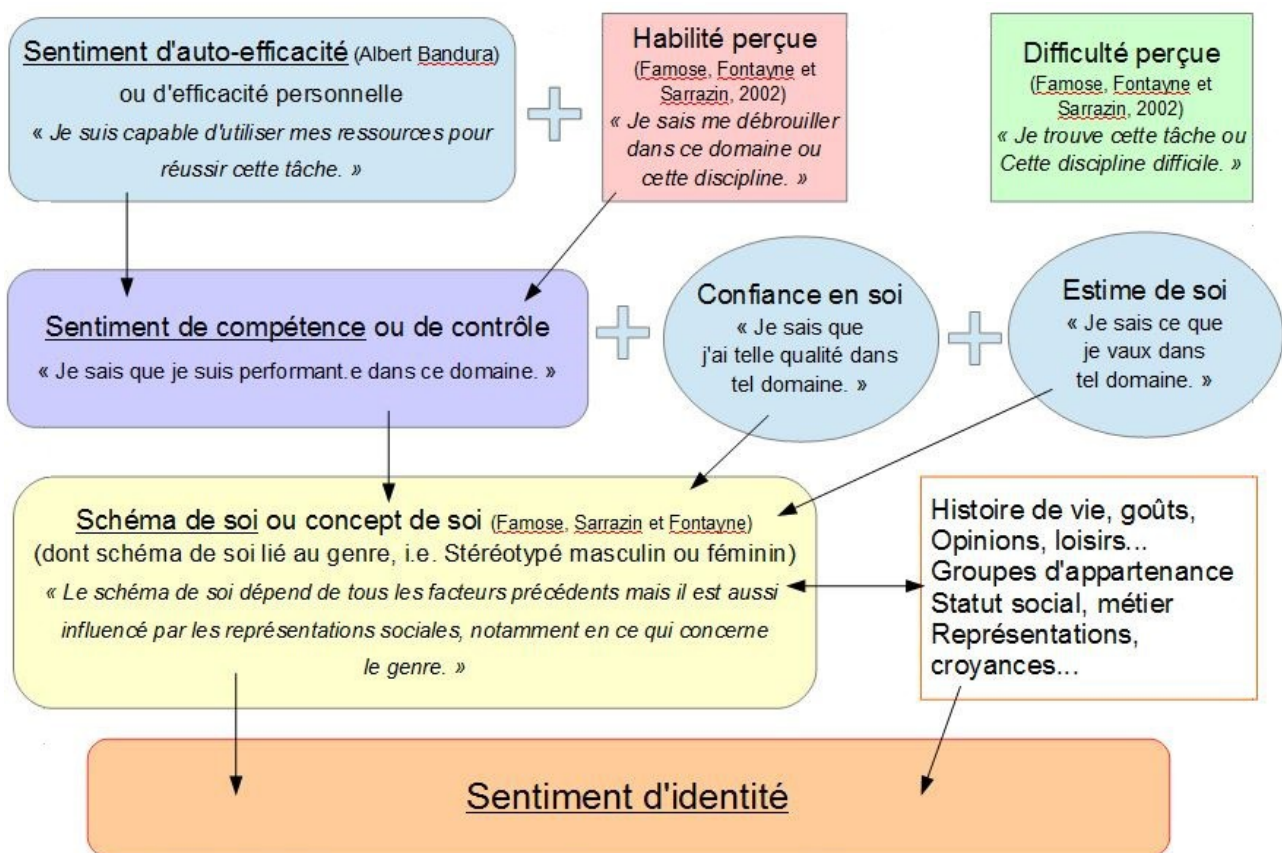 Sentiment d'auto-efficacité (Albert Bandura)
ou d'efficacité personnelle
« Je suis capable d'utiliser mes ressources pour
réussir cette tâche. »
Habilité perçue
(Famose, Fontayne et
Sarrazin, 2002)
« Je sais me débrouiller
dans ce domaine ou
cette discipline. »
Difficulté perçue
(Famose, Fontayne et
Sarrazin, 2002)
« Je trouve cette tâche ou
Cette discipline difficile. »
Sentiment de compétence ou de contrôle
« Je sais que je suis performant.e dans ce domaine. »
Confiance en soi
« Je sais que
j'ai telle qualité dans
tel domaine. »
Estime de soi
« Je sais ce que
je vaux dans
tel domaine. »
Schéma de soi ou concept de soi (Famose, Sarrazin et Fontayne)
(dont schéma de soi lié au genre, i.e. Stéréotypé masculin ou féminin)
« Le schéma de soi dépend de tous les facteurs précédents mais il est aussi
influencé par les représentations sociales, notamment en ce qui concerne
le genre. »
Histoire de vie, goûts,
Opinions, loisirs...
Groupes d'appartenance
Statut social, métier
Représentations,
croyances...
Sentiment d'identité